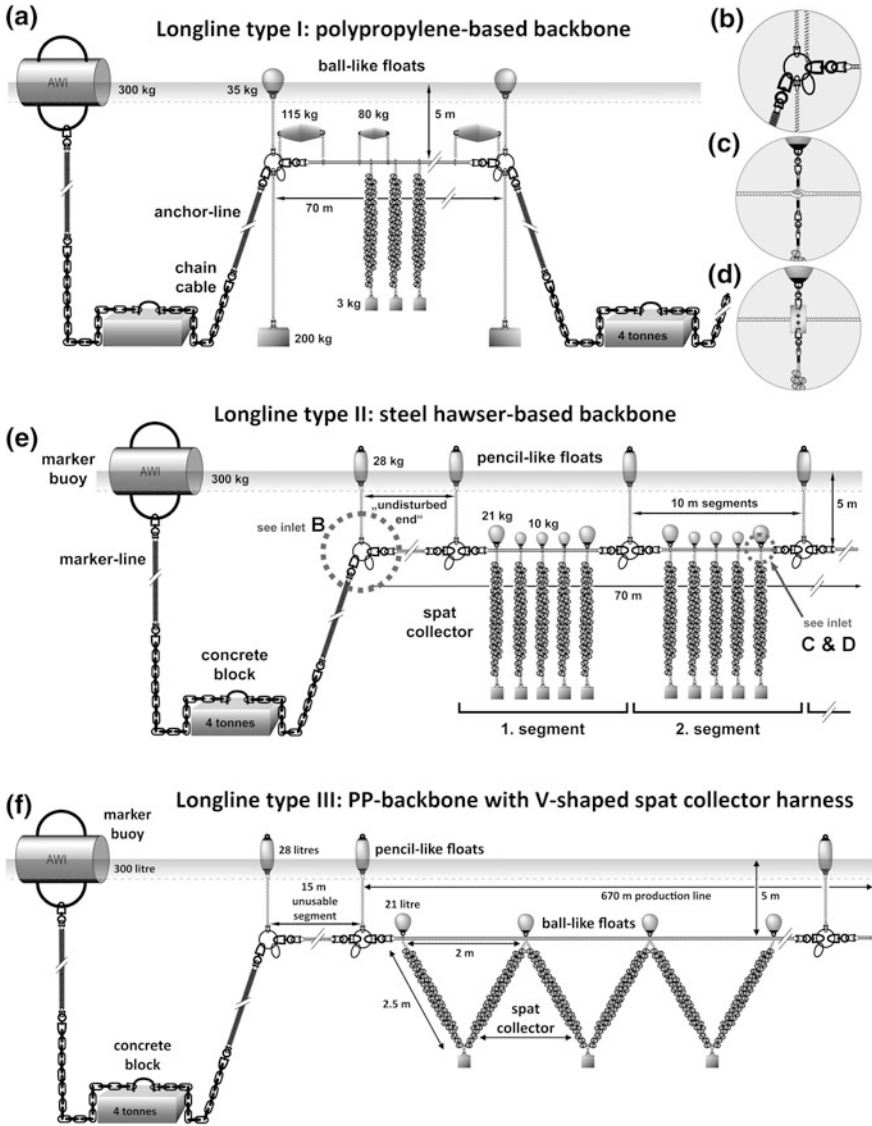 (a)
Longline type I: polypropylene-based backbone
(b)
AWI
300 kg
35 kg
ball-like floats
5 m
115 kg
80 kg
(c)
anchor-line
70 m
chain
cable
(d)
3 kg
200 kg
4 tonnes
(e)
Longline type II: steel hawser-based backbone
marker
buoy
AWI
300 kg
28 kg
pencil-like floats
„undisturbed
end“
10 m segments
5 m
see inlet B
21 kg
10 kg
marker-line
70 m
spat
collector
see inlet
C & D
concrete
block
4 tonnes
1. segment
2. segment
(f)
Longline type III: PP-backbone with V-shaped spat collector harness
marker
buoy
AWI
300 litre
28 litres
pencil-like floats
15 m
unusable
segment
670 m production line
5 m
21 litre
ball-like floats
2 m
2.5 m
spat
collector
concrete
block
4 tonnes